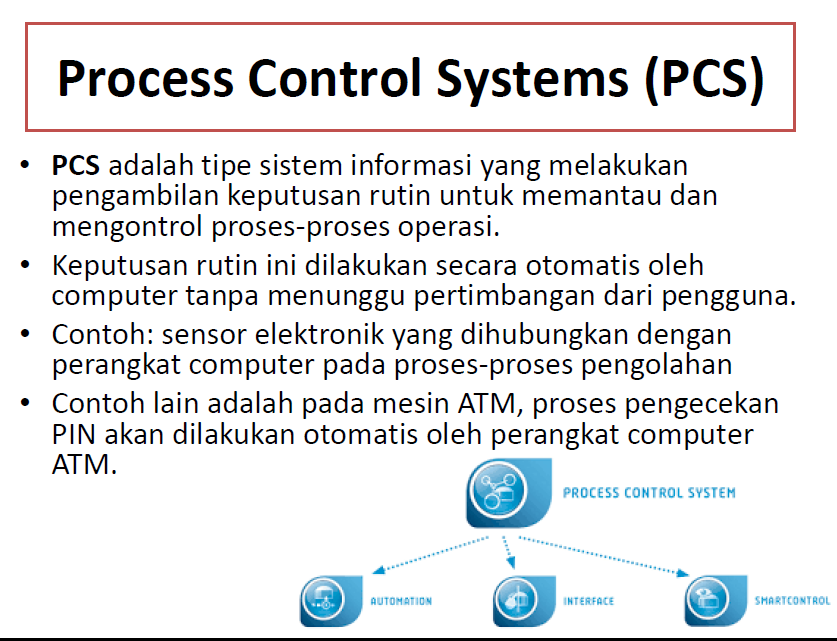 Process Control Systems (PCS)
• PCS adalah tipe sistem informasi yang melakukan
pengambilan keputusan rutin untuk memantau dan
mengontrol proses-proses operasi.
• Keputusan rutin ini dilakukan secara otomatis oleh
computer tanpa menunggu pertimbangan dari pengguna.
• Contoh: sensor elektronik yang dihubungkan dengan
perangkat computer pada proses-proses pengolahan
• Contoh lain adalah pada mesin ATM, proses pengecekan
PIN akan dilakukan otomatis oleh perangkat computer
ATM.
PROCESS CONTROL SYSTEM
AUTOMATION
INTERFACE
SMARTCONTROL